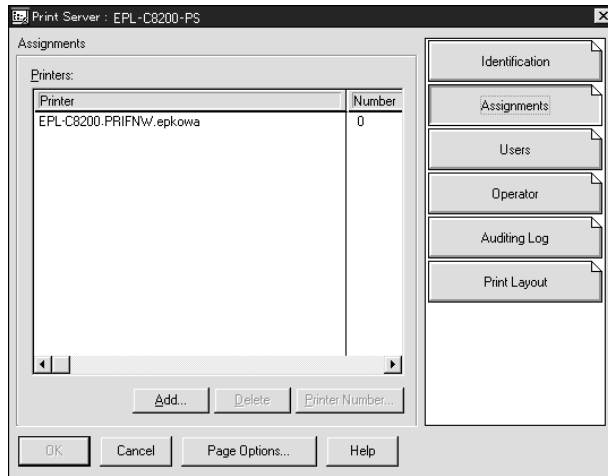 Print Server : EPL-C8200-PS
Assignments
Printers:
Printer Number
EPL-C8200.PRIFNW.epkowa 0
Add... Delete Printer Number...
OK Cancel Page Options... Help
Identification
Assignments
Users
Operator
Auditing Log
Print Layout